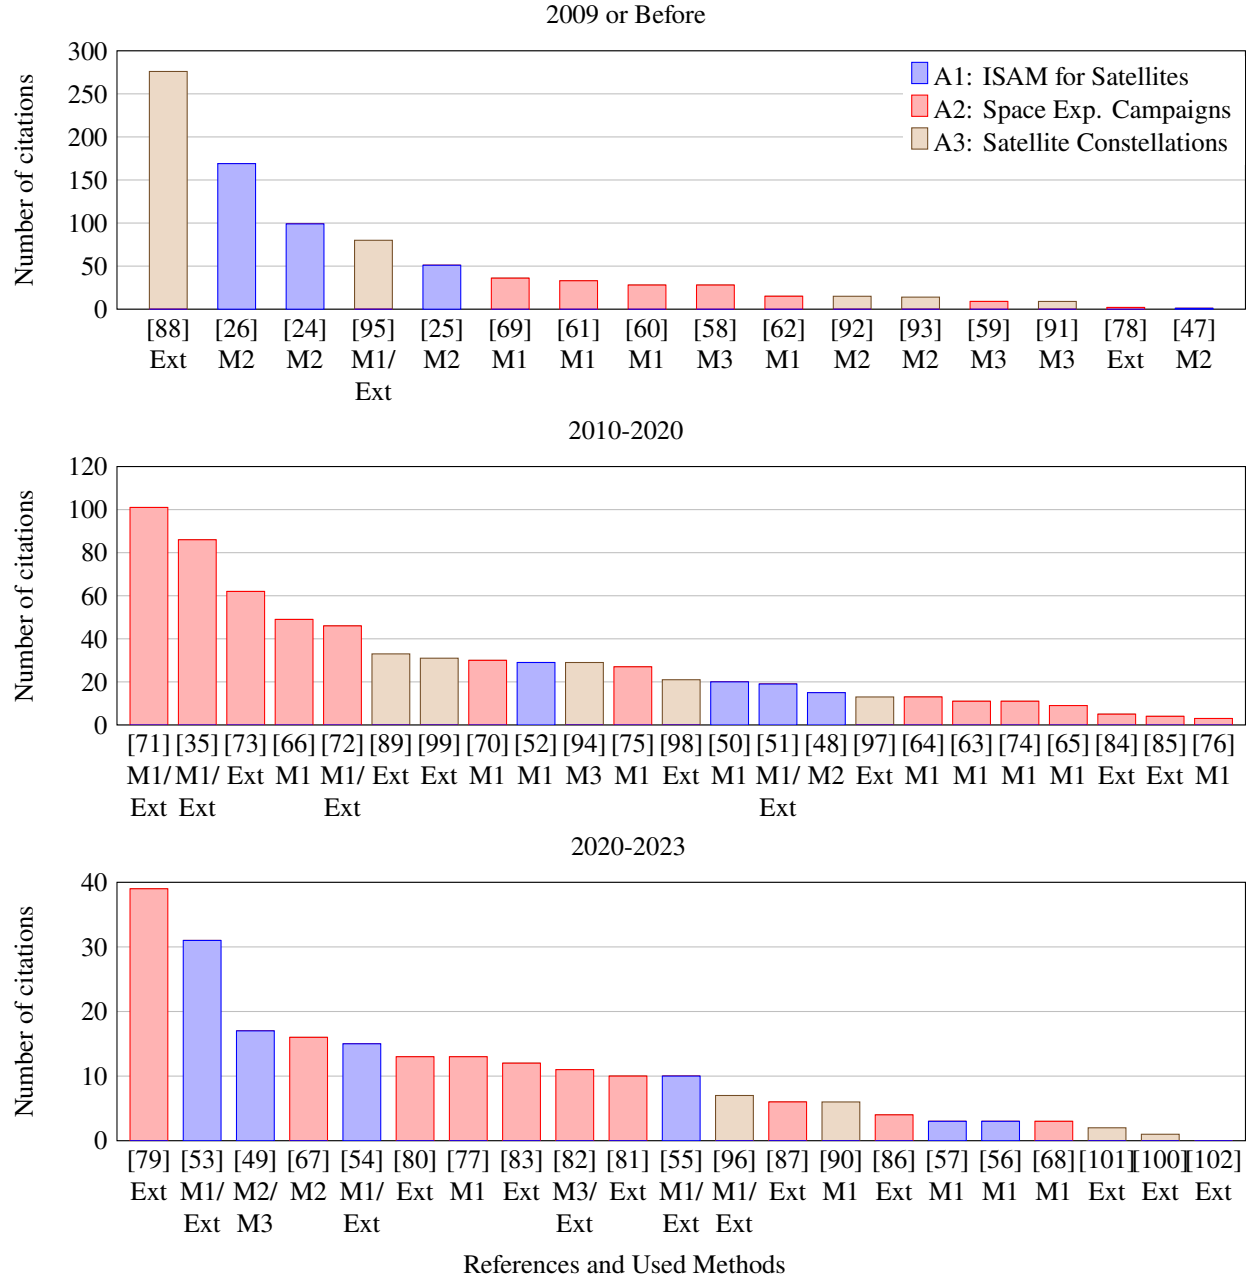 2009 or Before
Number of citations
300
250
200
150
100
50
0
A1: ISAM for Satellites
A2: Space Exp. Campaigns
A3: Satellite Constellations
[88] [26] [24] [95] [25] [69] [61] [60] [58] [62] [92] [93] [59] [91] [78] [47]
Ext M2 M2 M1/ M2 M1 M1 M1 M3 M1 M2 M2 M3 M3 Ext M2
Ext
2010-2020
Number of citations
120
100
80
60
40
20
0
[71] [35] [73] [66] [72] [89] [99] [70] [52] [94] [75] [98] [50] [51] [48] [97] [64] [63] [74] [65] [84] [85] [76]
M1/ M1/ Ext M1 M1/ Ext Ext M1 M1 M3 M1 Ext M1 M1/ M2 Ext M1 M1 M1 M1 Ext Ext M1
Ext Ext Ext Ext
2020-2023
Number of citations
40
30
20
10
0
[79] [53] [49] [67] [54] [80] [77] [83] [82] [81] [55] [96] [87] [90] [86] [57] [56] [68] [101] [100] [102]
Ext M1/ M2/ M2 M1/ Ext M1 Ext M3/ Ext M1/ M1/ Ext M1 Ext M1 M1 M1 Ext Ext Ext
Ext M3 Ext Ext Ext Ext
References and Used Methods